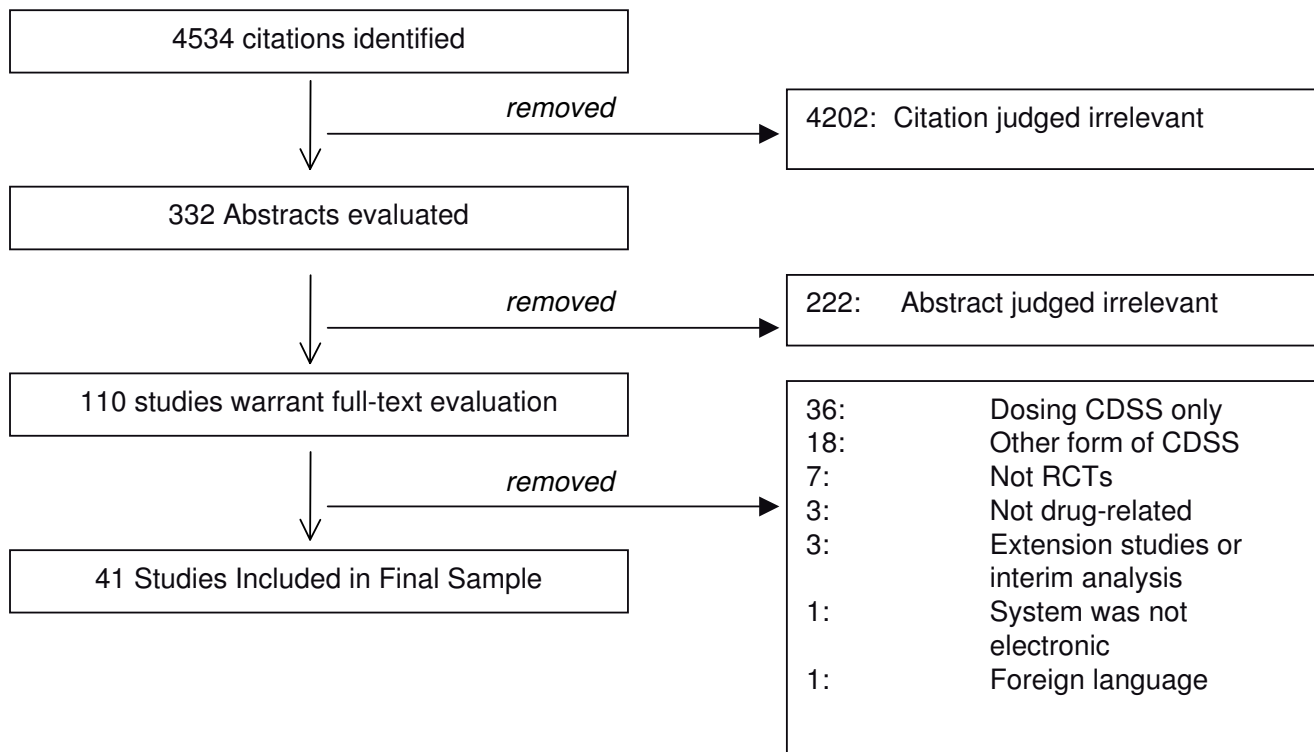 4534 citations identified
removed
4202: Citation judged irrelevant
332 Abstracts evaluated
removed
222: Abstract judged irrelevant
110 studies warrant full-text evaluation
removed
36: Dosing CDSS only
18: Other form of CDSS
7: Not RCTs
3: Not drug-related
3: Extension studies or
interim analysis
1: System was not
electronic
1: Foreign language
41 Studies Included in Final Sample